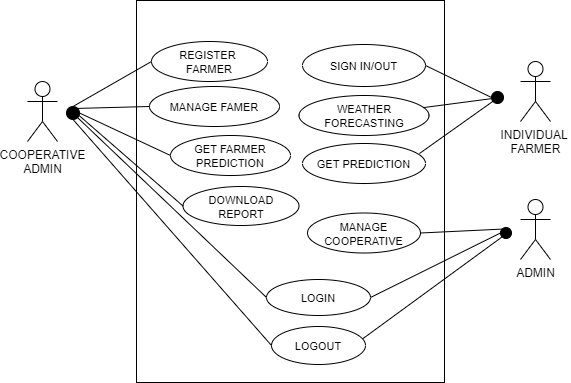 REGISTER
FARMER
SIGN IN/OUT
MANAGE FAMER
WEATHER
FORECASTING
INDIVIDUAL
FARMER
COOPERATIVE
ADMIN
GET FARMER
PREDICTION
GET PREDICTION
DOWNLOAD
REPORT
MANAGE
COOPERATIVE
ADMIN
LOGIN
LOGOUT